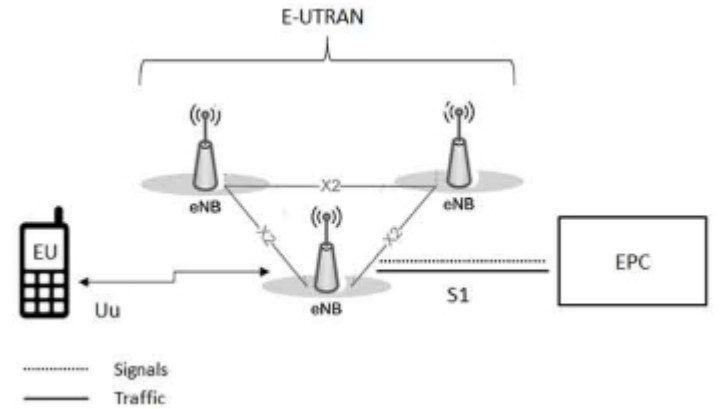 E-UTRAN
X2
eNB
eNB
X2
X2
EU
Uu
eNB
S1
EPC
Signals
Traffic